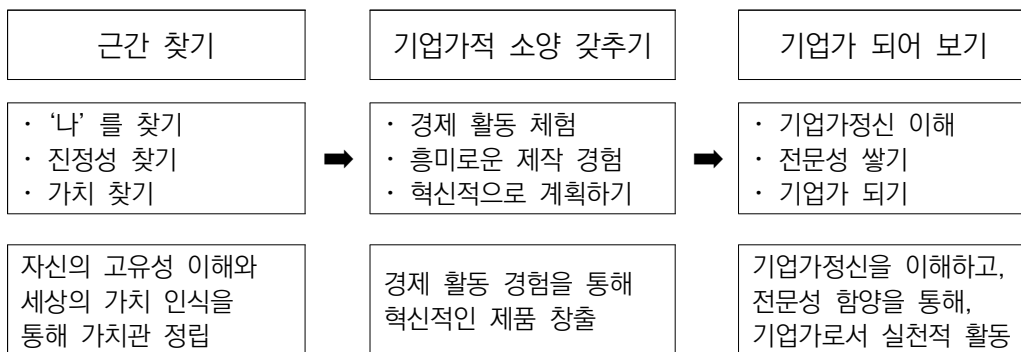 근간 찾기
· ‘나’ 를 찾기
· 진정성 찾기
· 가치 찾기
자신의 고유성 이해와
세상의 가치 인식을
통해 가치관 정립
기업가적 소양 갖추기
· 경제 활동 체험
· 흥미로운 제작 경험
· 혁신적으로 계획하기
경제 활동 경험을 통해
혁신적인 제품 창출
기업가 되어 보기
· 기업가정신 이해
· 전문성 쌓기
· 기업가 되기
기업가정신을 이해하고,
전문성 함양을 통해,
기업가로서 실천적 활동